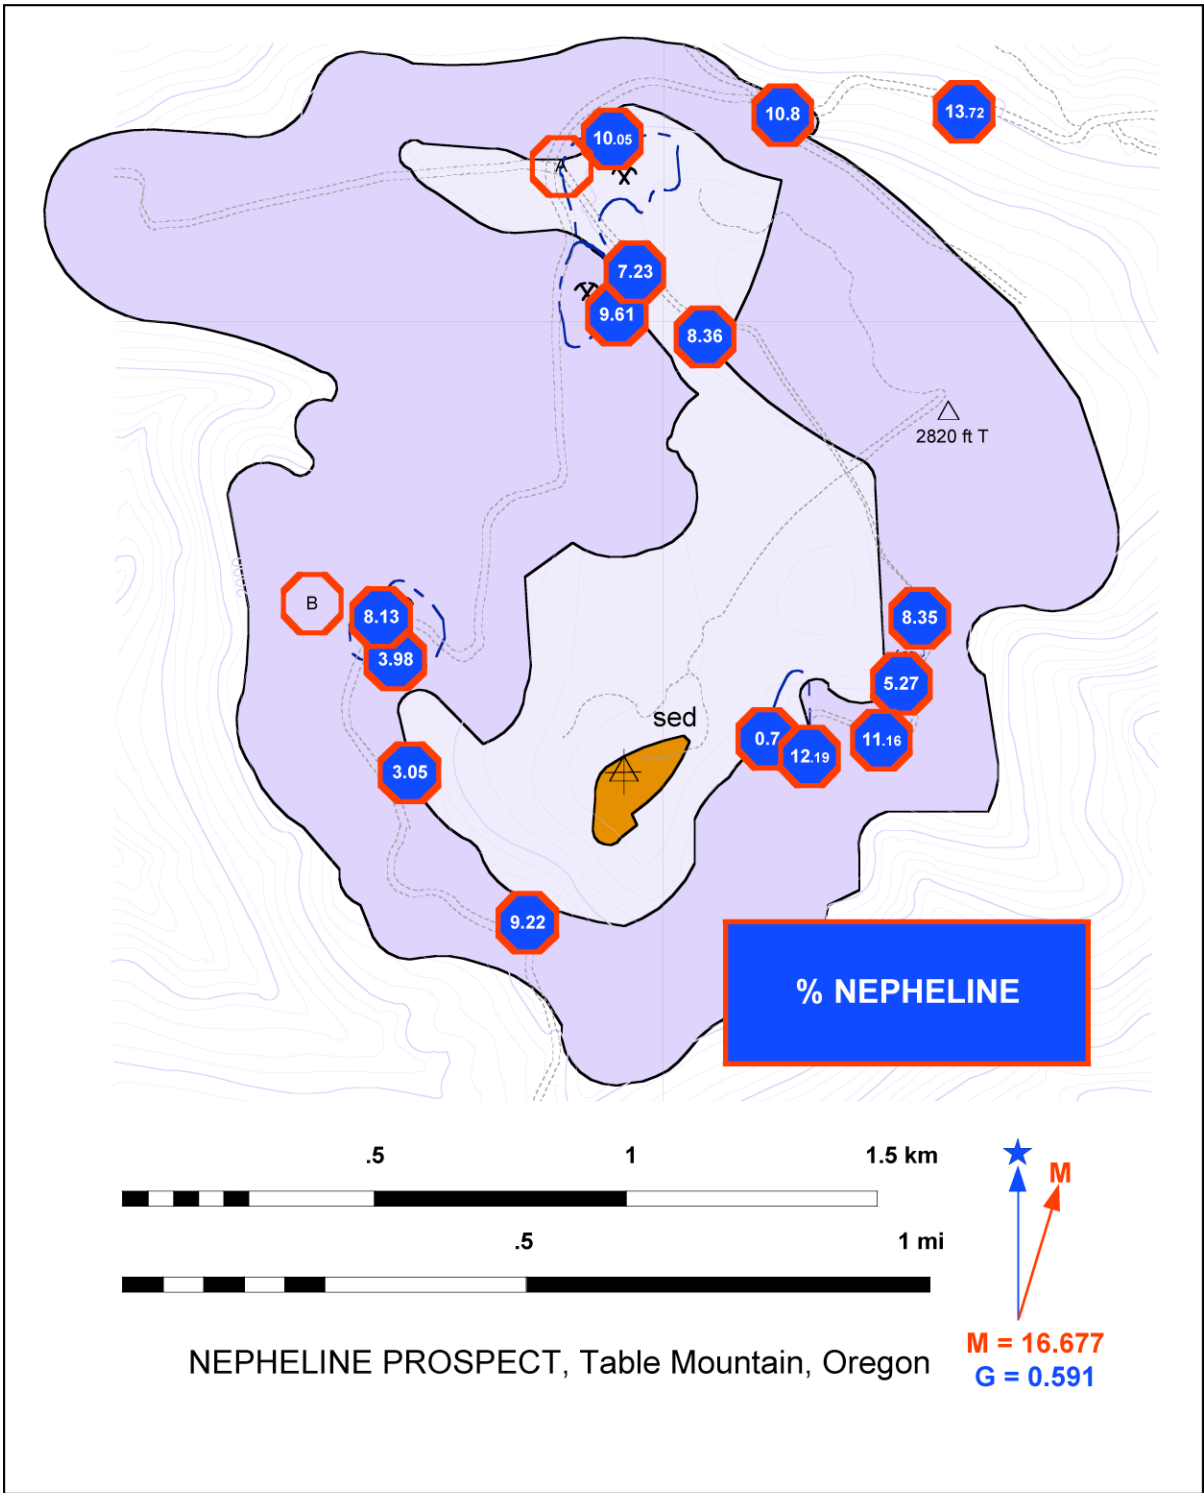 10.8
13.72
10.05
7.23
9.61
8.36
2820 ft T
B
8.13
8.35
3.98
5.27
sed
0.7
12.19
11.16
3.05
9.22
% NEPHELINE
.5
1
1.5 km
M
.5
1 mi
M = 16.677
NEPHELINE PROSPECT, Table Mountain, Oregon
G = 0.591